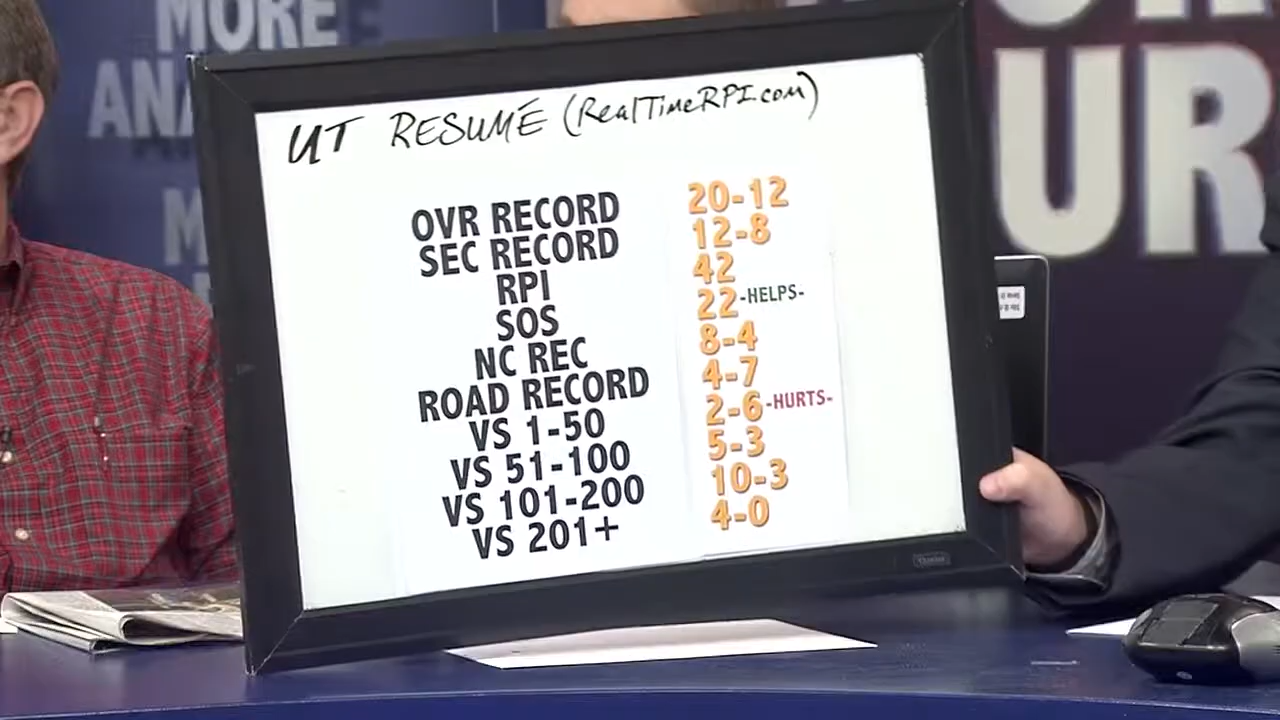 MORE
UT RESUMÉ (RealTimeRPI.com)
OVR RECORD 20-12
SEC RECORD 12-8
RPI 42
SOS 22 -HELPS-
NC REC 8-4
ROAD RECORD 4-7
VS 1-50 2-6 -HURTS-
VS 51-100 5-3
VS 101-200 10-3
VS 201+ 4-0